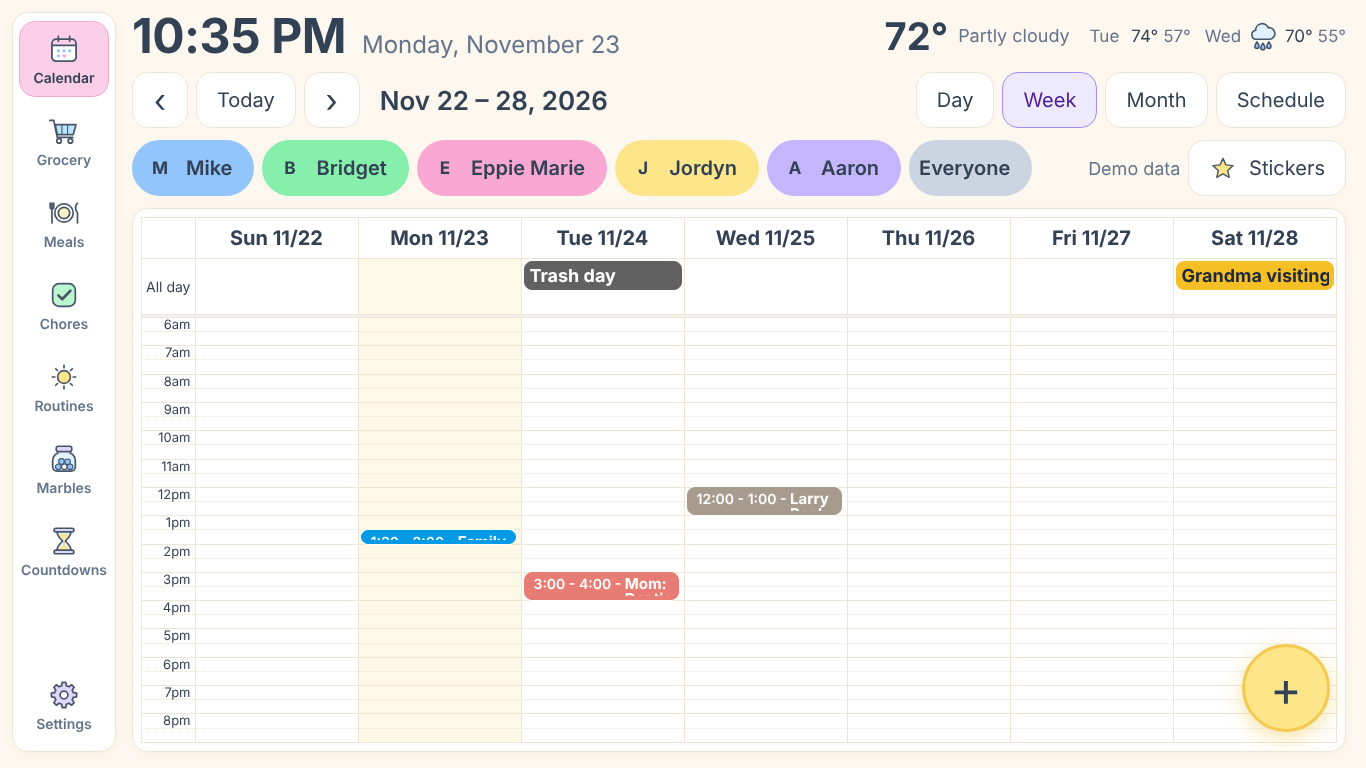 10:35 PM Monday, November 23
72° Partly cloudy Tue 74° 57° Wed 70° 55°
Calendar
Grocery
Meals
Chores
Routines
Marbles
Countdowns
Settings
‹ Today › Nov 22 – 28, 2026
Day Week Month Schedule
M Mike B Bridget E Eppie Marie J Jordyn A Aaron Everyone
Demo data Stickers
Sun 11/22 Mon 11/23 Tue 11/24 Wed 11/25 Thu 11/26 Fri 11/27 Sat 11/28
All day Trash day Grandma visiting
6am
7am
8am
9am
10am
11am
12pm
12:00 - 1:00 - Larry
1pm
2pm
3pm
3:00 - 4:00 - Mom:
4pm
5pm
6pm
7pm
8pm
+